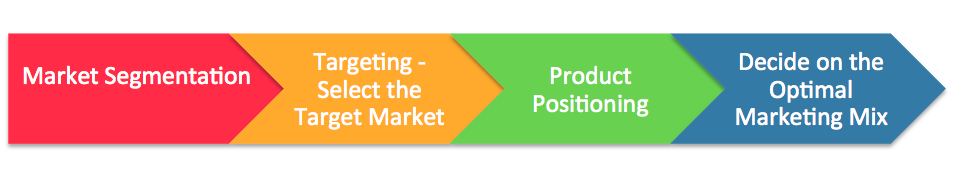 Market Segmentation
Targeting -
Select the
Target Market
Product
Positioning
Decide on the
Optimal
Marketing Mix